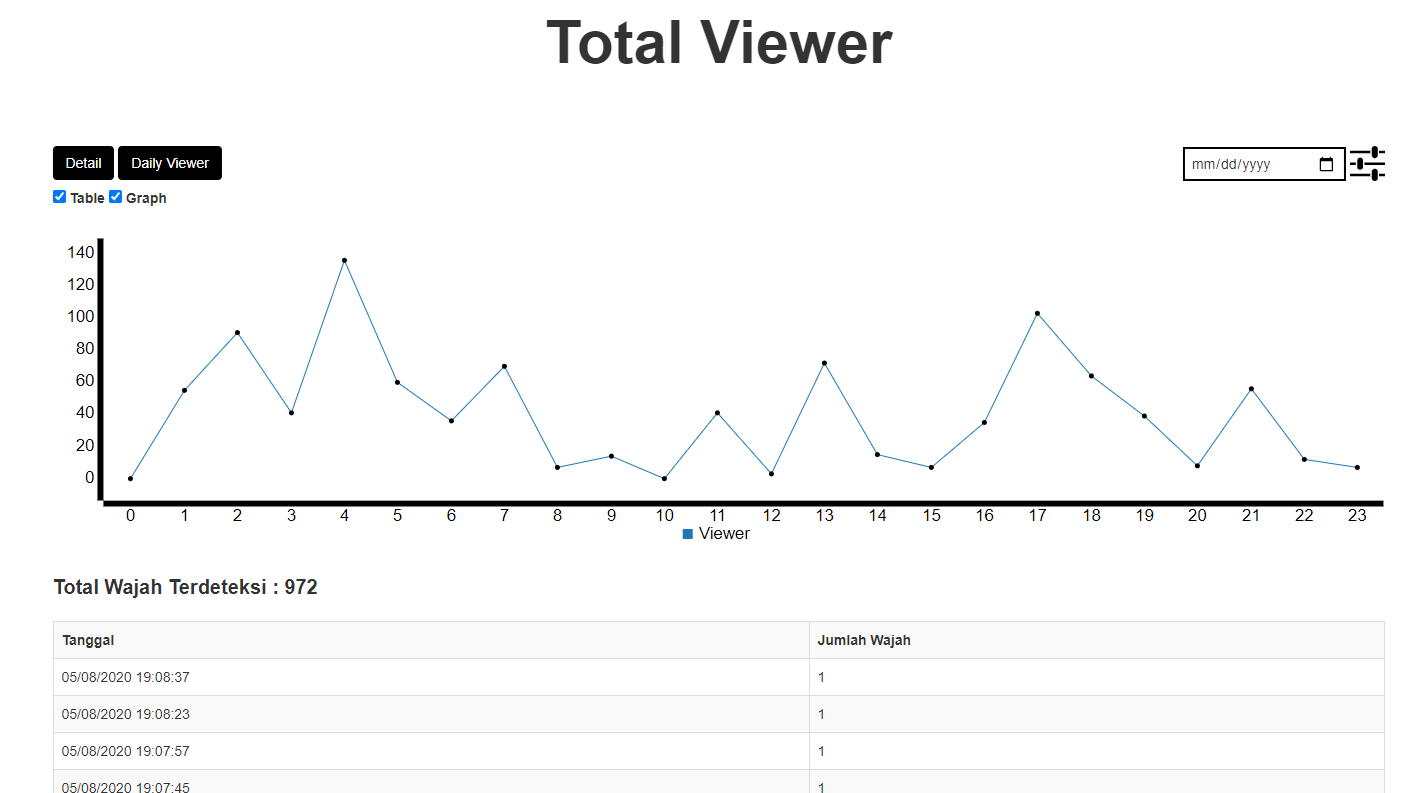 Total Viewer
Detail Daily Viewer mm/dd/yyyy
Table Graph
140
120
100
80
60
40
20
0
0 1 2 3 4 5 6 7 8 9 10 11 12 13 14 15 16 17 18 19 20 21 22 23
Viewer
Total Wajah Terdeteksi : 972
Tanggal Jumlah Wajah
05/08/2020 19:08:37 1
05/08/2020 19:08:23 1
05/08/2020 19:07:57 1
05/08/2020 19:07:45 1